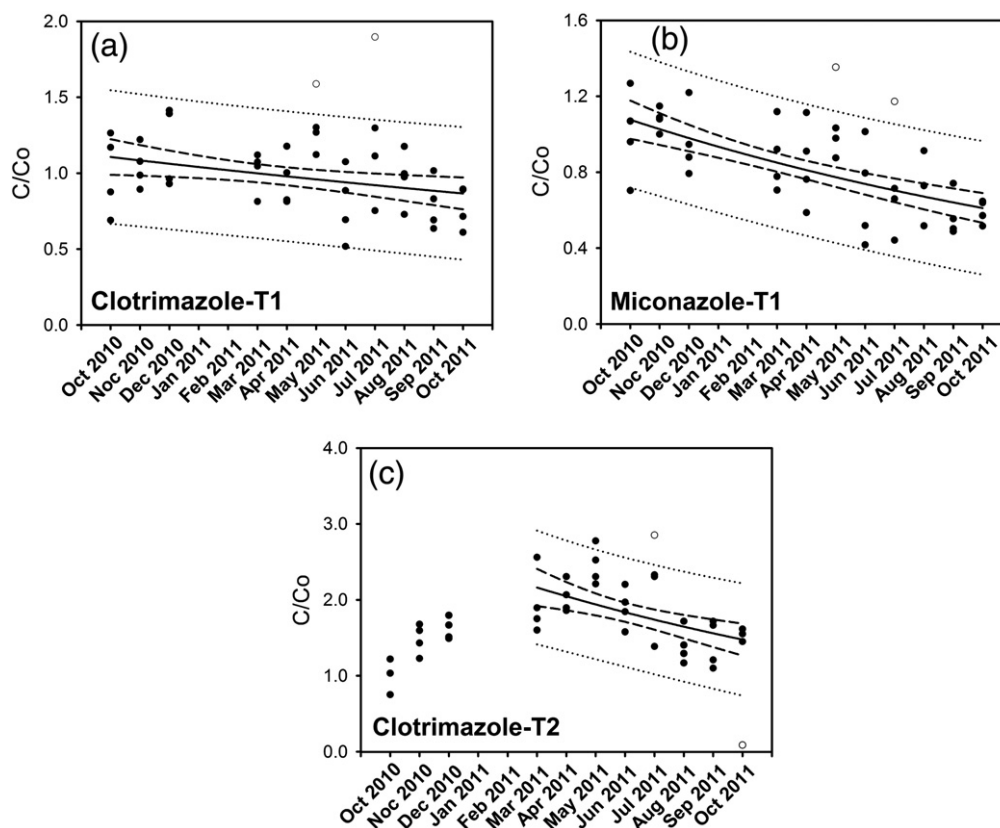 (a)
2.0
1.5
1.0
0.5
0.0
C/Co
Clotrimazole-T1
Oct 2010
Noc 2010
Dec 2010
Jan 2011
Feb 2011
Mar 2011
Apr 2011
May 2011
Jun 2011
Jul 2011
Aug 2011
Sep 2011
Oct 2011
(b)
1.6
1.2
0.8
0.4
0.0
C/Co
Miconazole-T1
Oct 2010
Noc 2010
Dec 2010
Jan 2011
Feb 2011
Mar 2011
Apr 2011
May 2011
Jun 2011
Jul 2011
Aug 2011
Sep 2011
Oct 2011
(c)
4.0
3.0
2.0
1.0
0.0
C/Co
Clotrimazole-T2
Oct 2010
Noc 2010
Dec 2010
Jan 2011
Feb 2011
Mar 2011
Apr 2011
May 2011
Jun 2011
Jul 2011
Aug 2011
Sep 2011
Oct 2011